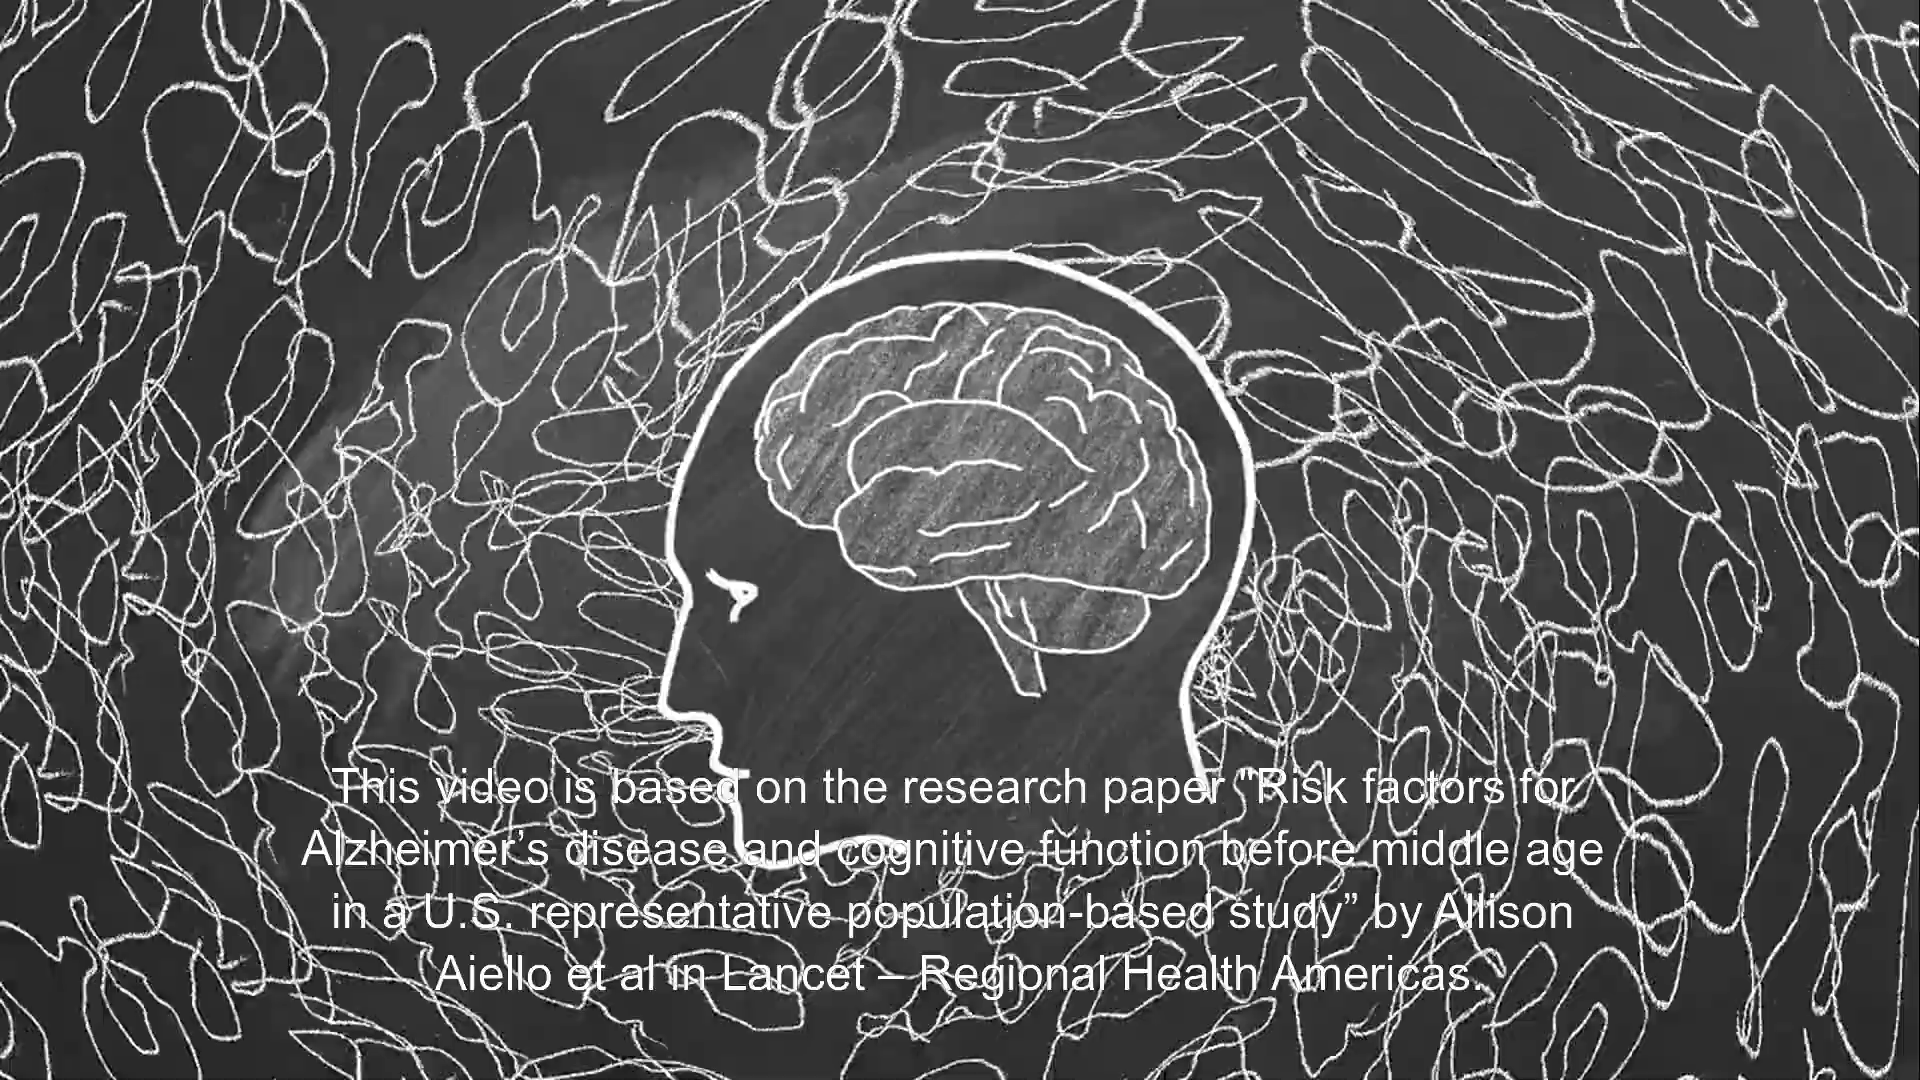 This video is based on the research paper "Risk factors for
Alzheimer’s disease and cognitive function before middle age
in a U.S. representative population-based study” by Allison
Aiello et al in Lancet – Regional Health Americas.